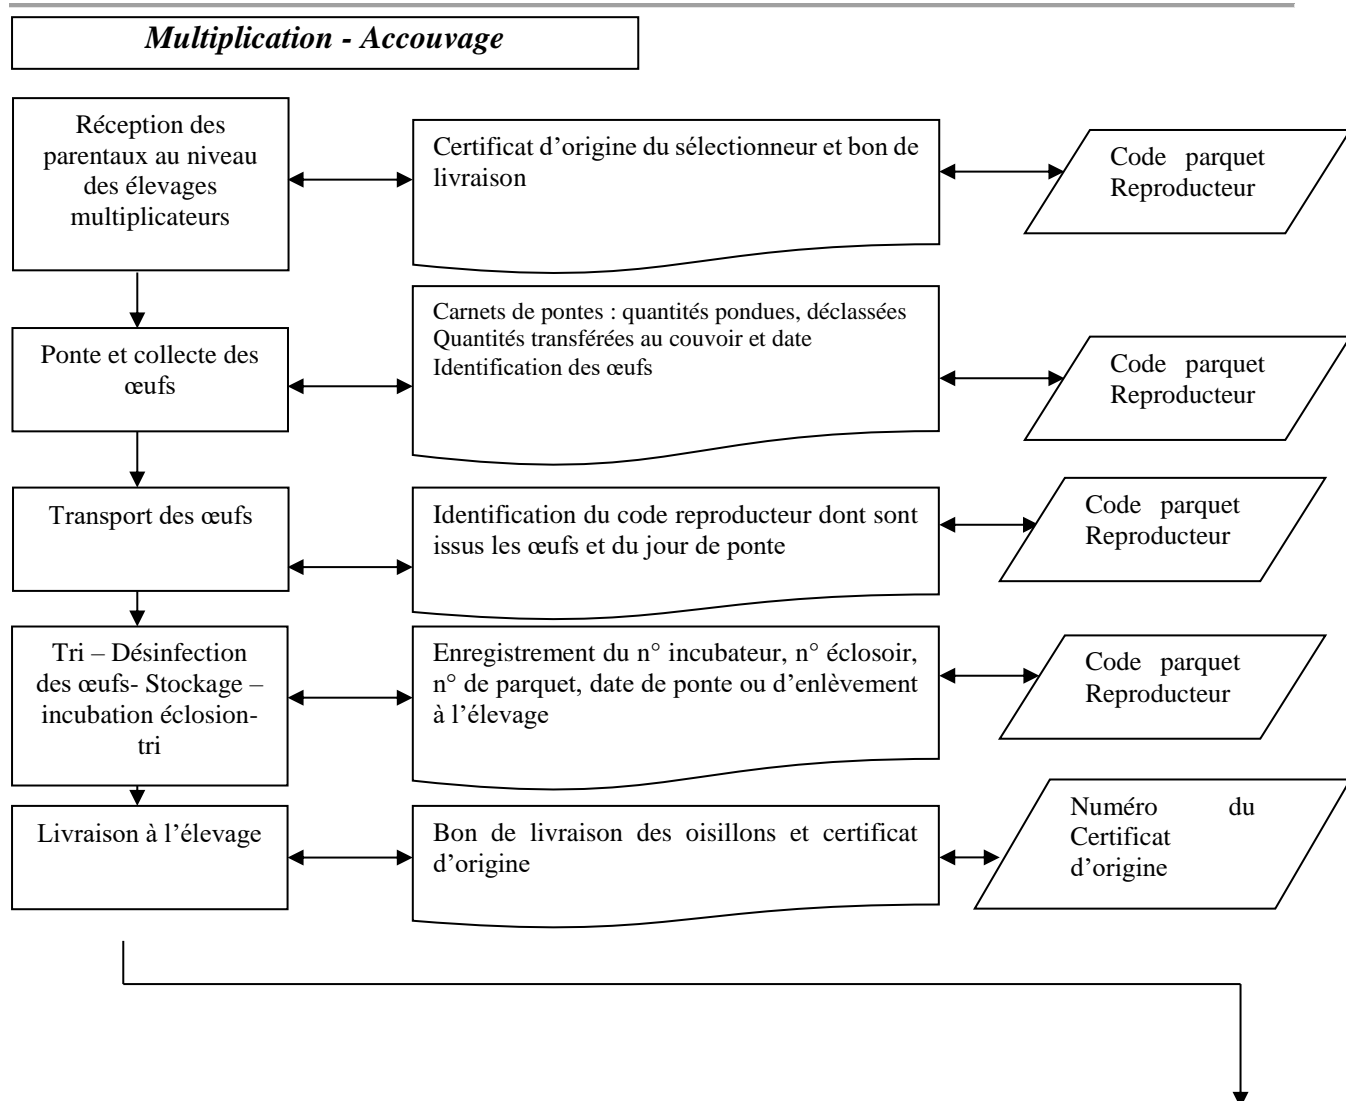 Multiplication - Accouvage
Réception des
parentaux au niveau
des élevages
multiplicateurs
Certificat d’origine du sélectionneur et bon de
livraison
Code parquet
Reproducteur
Ponte et collecte des
œufs
Carnets de pontes : quantités pondues, déclassées
Quantités transférées au couvoir et date
Identification des œufs
Code parquet
Reproducteur
Transport des œufs
Identification du code reproducteur dont sont
issus les œufs et du jour de ponte
Code parquet
Reproducteur
Tri – Désinfection
des œufs- Stockage –
incubation éclosion-
tri
Enregistrement du n° incubateur, n° éclosoir,
n° de parquet, date de ponte ou d’enlèvement
à l’élevage
Code parquet
Reproducteur
Livraison à l’élevage
Bon de livraison des oisillons et certificat
d’origine
Numéro du
Certificat
d’origine